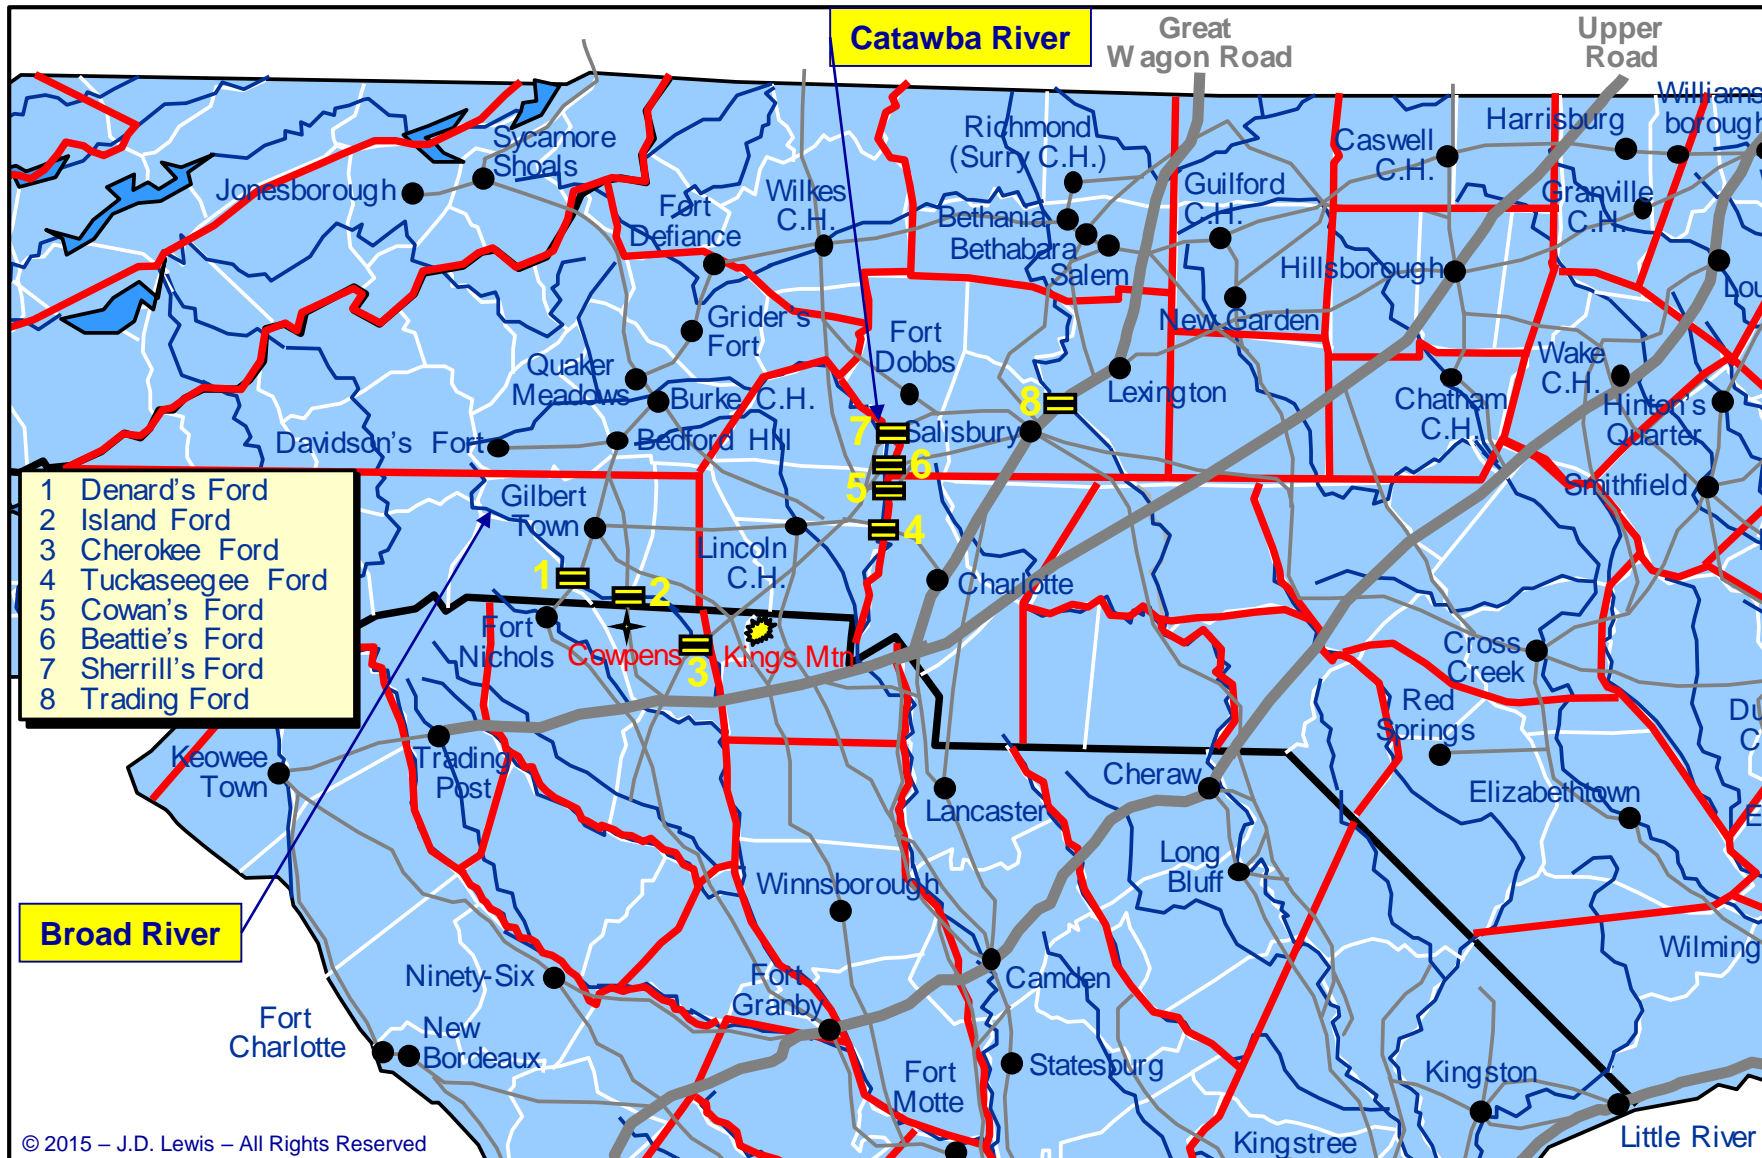 Catawba River
Great
Wagon Road
Upper
Road
Williams
borough
Harrisburg
Caswell
C.H.
Richmond
(Surry C.H.)
Sycamore
Shoals
Jonesborough
Wilkes
C.H.
Guilford
C.H.
Granville
C.H.
Fort
Defiance
Bethania
Bethabara
Salem
Hillsborough
Lou
New Garden
Grider's
Fort
Fort
Dobbs
Quaker
Meadows
Wake
C.H.
Lexington
Burke C.H.
Chatham
C.H.
Hinton's
Quarter
8
7
Salisbury
Davidson's Fort
Bedford Hill
6
5
Smithfield
Gilbert
Town
4
Lincoln
C.H.
1 Denard's Ford
2 Island Ford
3 Cherokee Ford
4 Tuckaseegee Ford
5 Cowan's Ford
6 Beattie's Ford
7 Sherrill's Ford
8 Trading Ford
1
2
Charlotte
Fort
Nichols
Cowpens
3
Kings Mtn
Cross
Creek
Red
Springs
Du
C
Keowee
Town
Trading
Post
Cheraw
Lancaster
Elizabethtown
E
Long
Bluff
Winnsborough
Broad River
Wilming
Ninety-Six
Fort
Granby
Camden
Fort
Charlotte
New
Bordeaux
Statesburg
Fort
Motte
Kingston
Kingstree
Little River
© 2015 – J.D. Lewis – All Rights Reserved